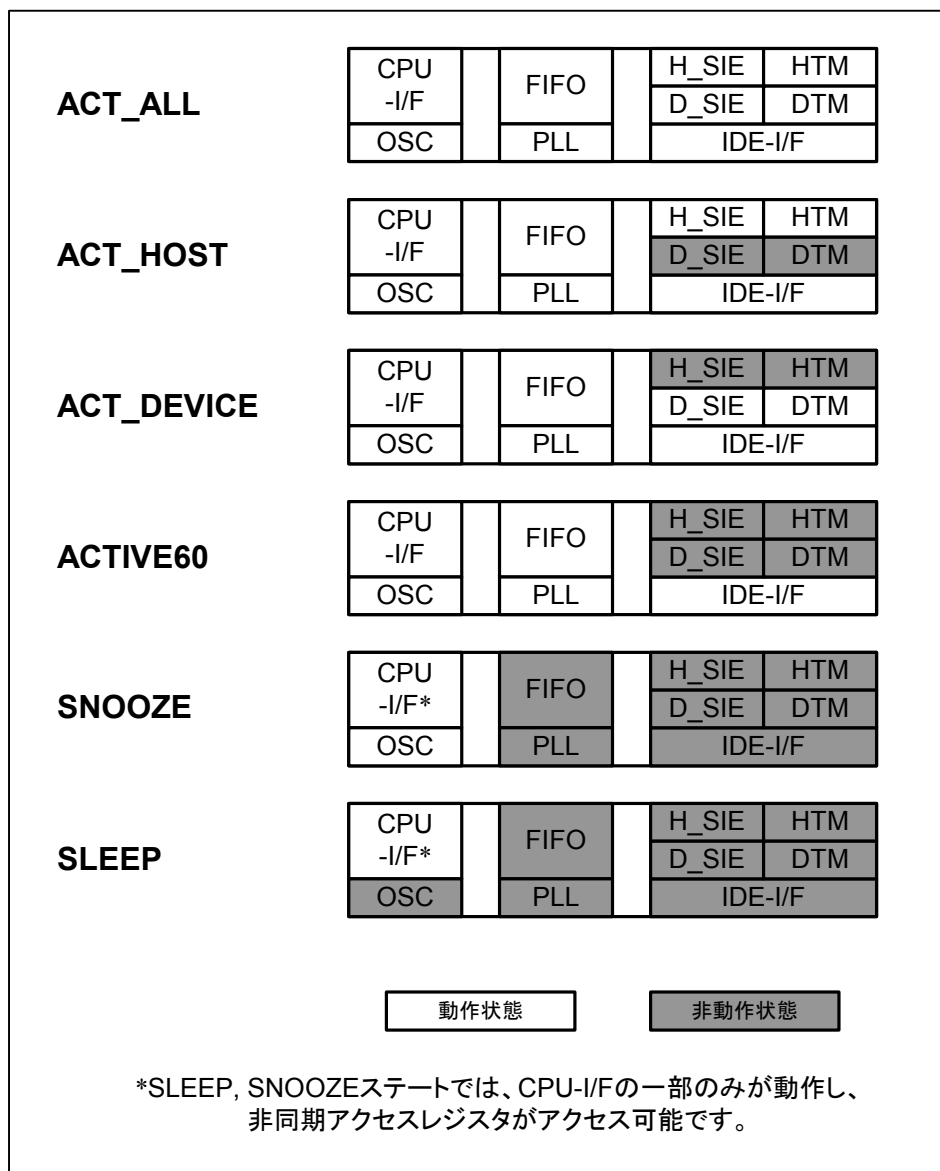 ACT_ALL
CPU
-I/F
OSC
FIFO
PLL
H_SIE
HTM
D_SIE
DTM
IDE-I/F
ACT_HOST
CPU
-I/F
OSC
FIFO
PLL
H_SIE
HTM
D_SIE
DTM
IDE-I/F
ACT_DEVICE
CPU
-I/F
OSC
FIFO
PLL
H_SIE
HTM
D_SIE
DTM
IDE-I/F
ACTIVE60
CPU
-I/F
OSC
FIFO
PLL
H_SIE
HTM
D_SIE
DTM
IDE-I/F
SNOOZE
CPU
-I/F*
OSC
FIFO
PLL
H_SIE
HTM
D_SIE
DTM
IDE-I/F
SLEEP
CPU
-I/F*
OSC
FIFO
PLL
H_SIE
HTM
D_SIE
DTM
IDE-I/F
動作状態
非動作状態
*SLEEP, SNOOZEステートでは、CPU-I/Fの一部のみが動作し、
非同期アクセスレジスタがアクセス可能です。